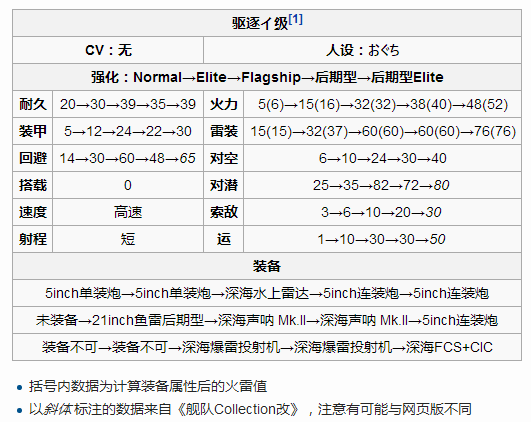 驱逐イ级[1]
CV：无 人设：おぐち
强化：Normal→Elite→Flagship→后期型→后期型Elite
耐久 20→30→39→35→39 火力 5(6)→15(16)→32(32)→38(40)→48(52)
装甲 5→12→24→22→30 雷装 15(15)→32(37)→60(60)→60(60)→76(76)
回避 14→30→60→48→65 对空 6→10→24→30→40
搭载 0 对潜 25→35→82→72→80
速度 高速 索敌 3→6→10→20→30
射程 短 运 1→10→30→30→50
装备
5inch单装炮→5inch单装炮→深海水上雷达→5inch连装炮→5inch连装炮
未装备→21inch鱼雷后期型→深海声呐 Mk.II→深海声呐 Mk.II→5inch连装炮
装备不可→装备不可→深海爆雷投射机→深海爆雷投射机→深海FCS+CIC
• 括号内数据为计算装备属性后的火雷值
• 以斜体标注的数据来自《舰队Collection改》，注意有可能与网页版不同